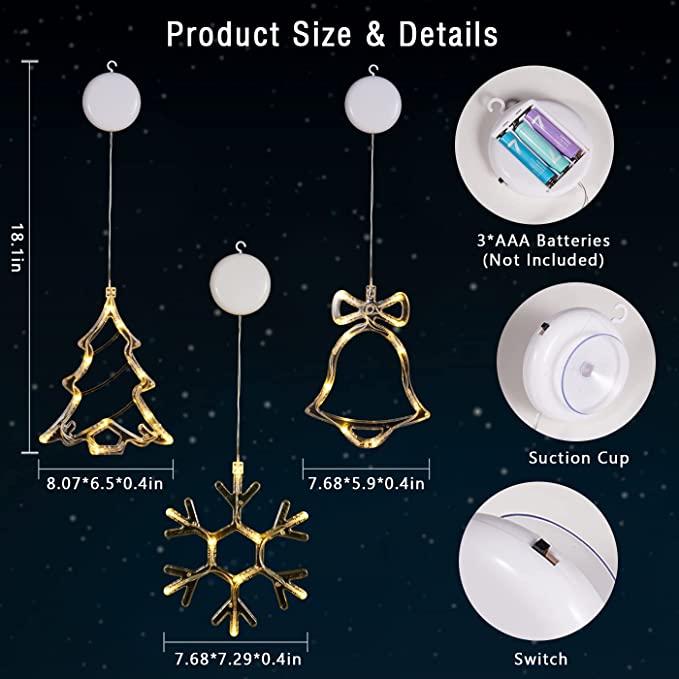 Product Size & Details
18.1in
8.07*6.5*0.4in
7.68*5.9*0.4in
7.68*7.29*0.4in
3*AAA Batteries
(Not Included)
Suction Cup
Switch